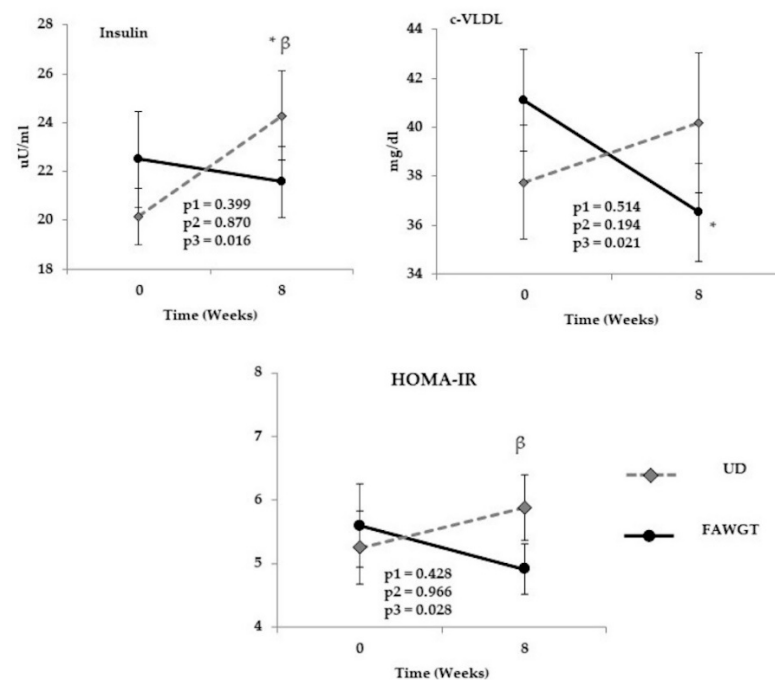 Insulin
* β
uU/ml
28
26
24
22
20
18
p1 = 0.399
p2 = 0.870
p3 = 0.016
0
8
Time (Weeks)
c-VLDL
mg/dl
44
42
40
38
36
34
p1 = 0.514
p2 = 0.194
p3 = 0.021
*
0
8
Time (Weeks)
HOMA-IR
8
7
6
5
4
β
p1 = 0.428
p2 = 0.966
p3 = 0.028
0
8
Time (Weeks)
UD
FAWGT